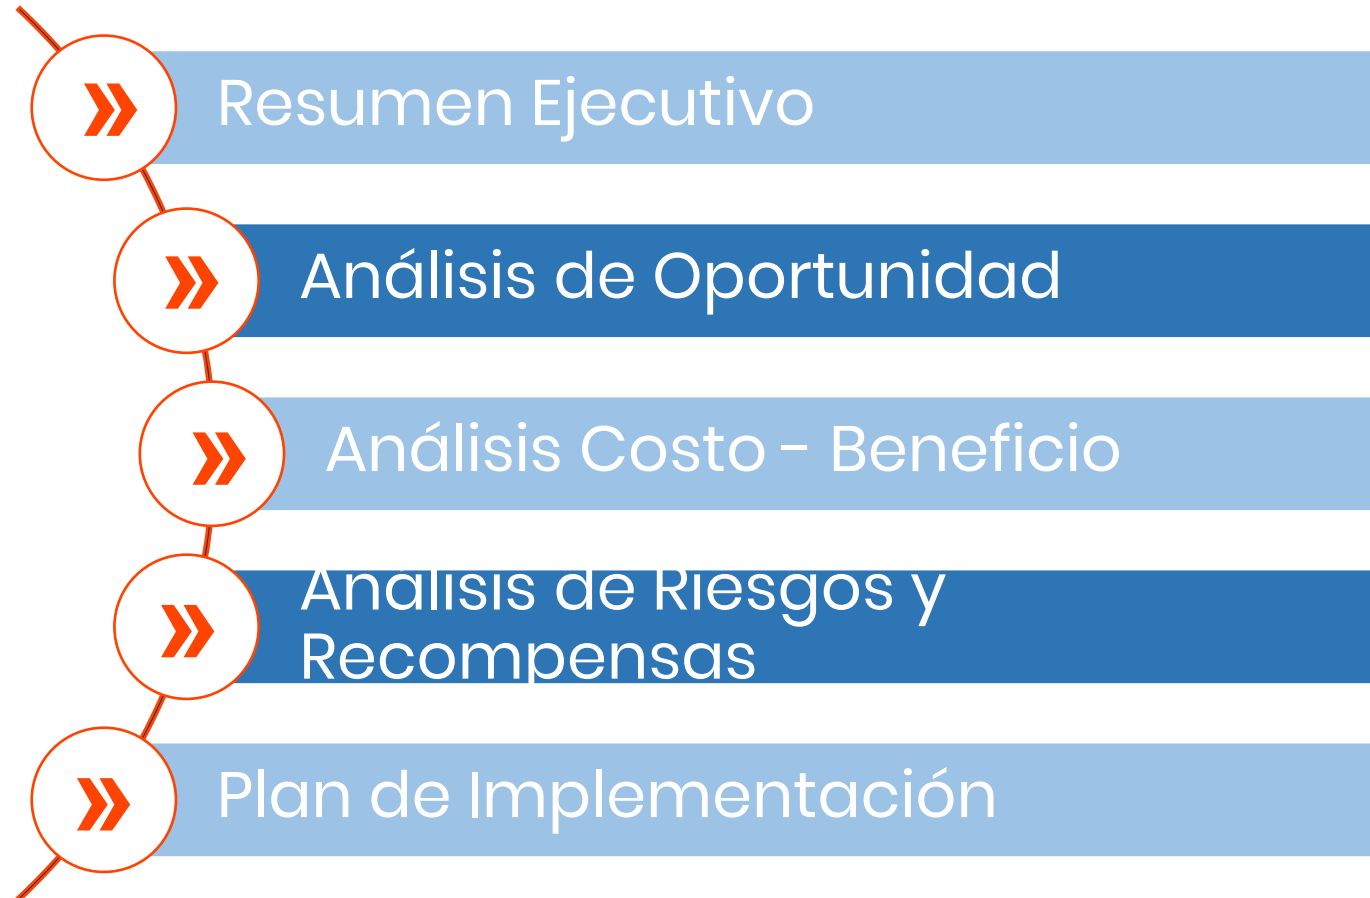 Resumen Ejecutivo
Análisis de Oportunidad
Análisis Costo - Beneficio
Análisis de Riesgos y
Recompensas
Plan de Implementación